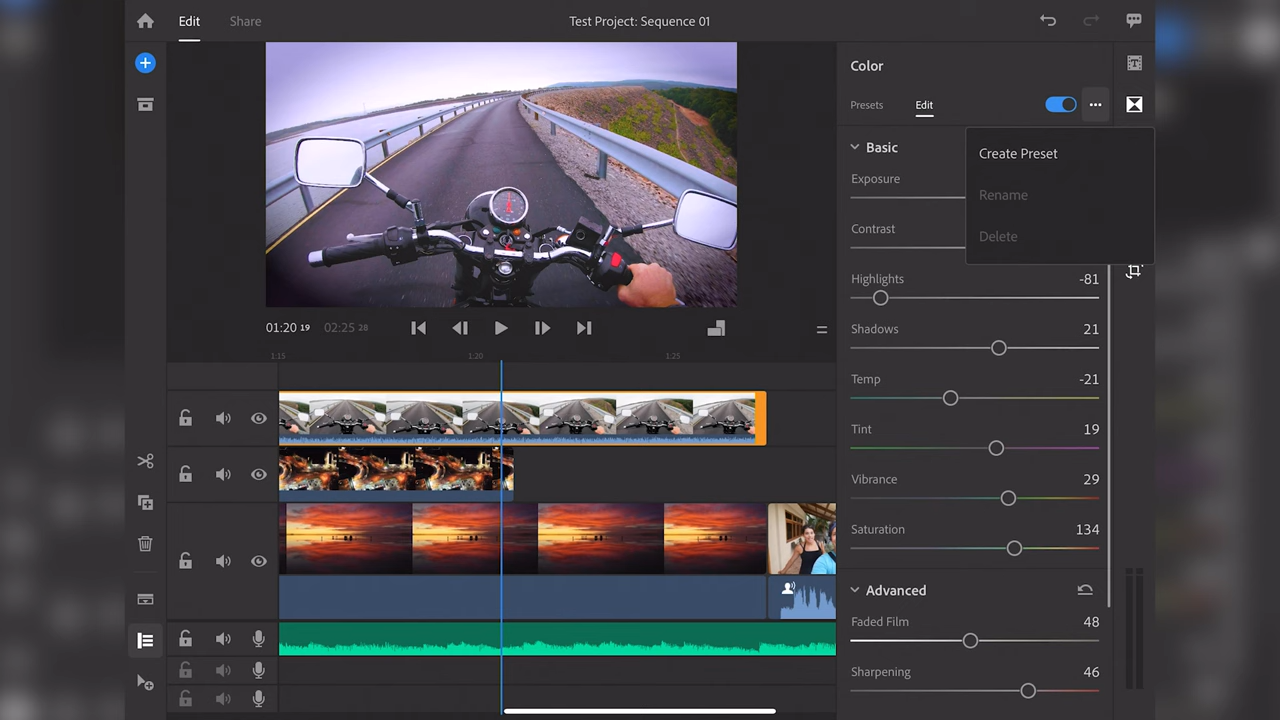 Edit
Share
Test Project: Sequence 01
Color
Presets
Edit
Create Preset
Rename
Delete
Basic
Exposure
Contrast
Highlights
-81
Shadows
21
Temp
-21
Tint
19
Vibrance
29
Saturation
134
Advanced
Faded Film
48
Sharpening
46
01:20 19
02:25 28
1:15
1:20
1:25